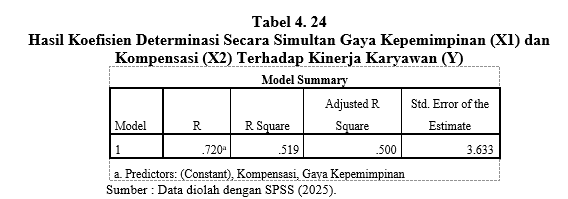 Tabel 4. 24
Hasil Koefisien Determinasi Secara Simultan Gaya Kepemimpinan (X1) dan
Kompensasi (X2) Terhadap Kinerja Karyawan (Y)
Model Summary
Model R R Square Adjusted R Square Std. Error of the Estimate
1 .720ᵃ .519 .500 3.633
a. Predictors: (Constant), Kompensasi, Gaya Kepemimpinan
Sumber : Data diolah dengan SPSS (2025).